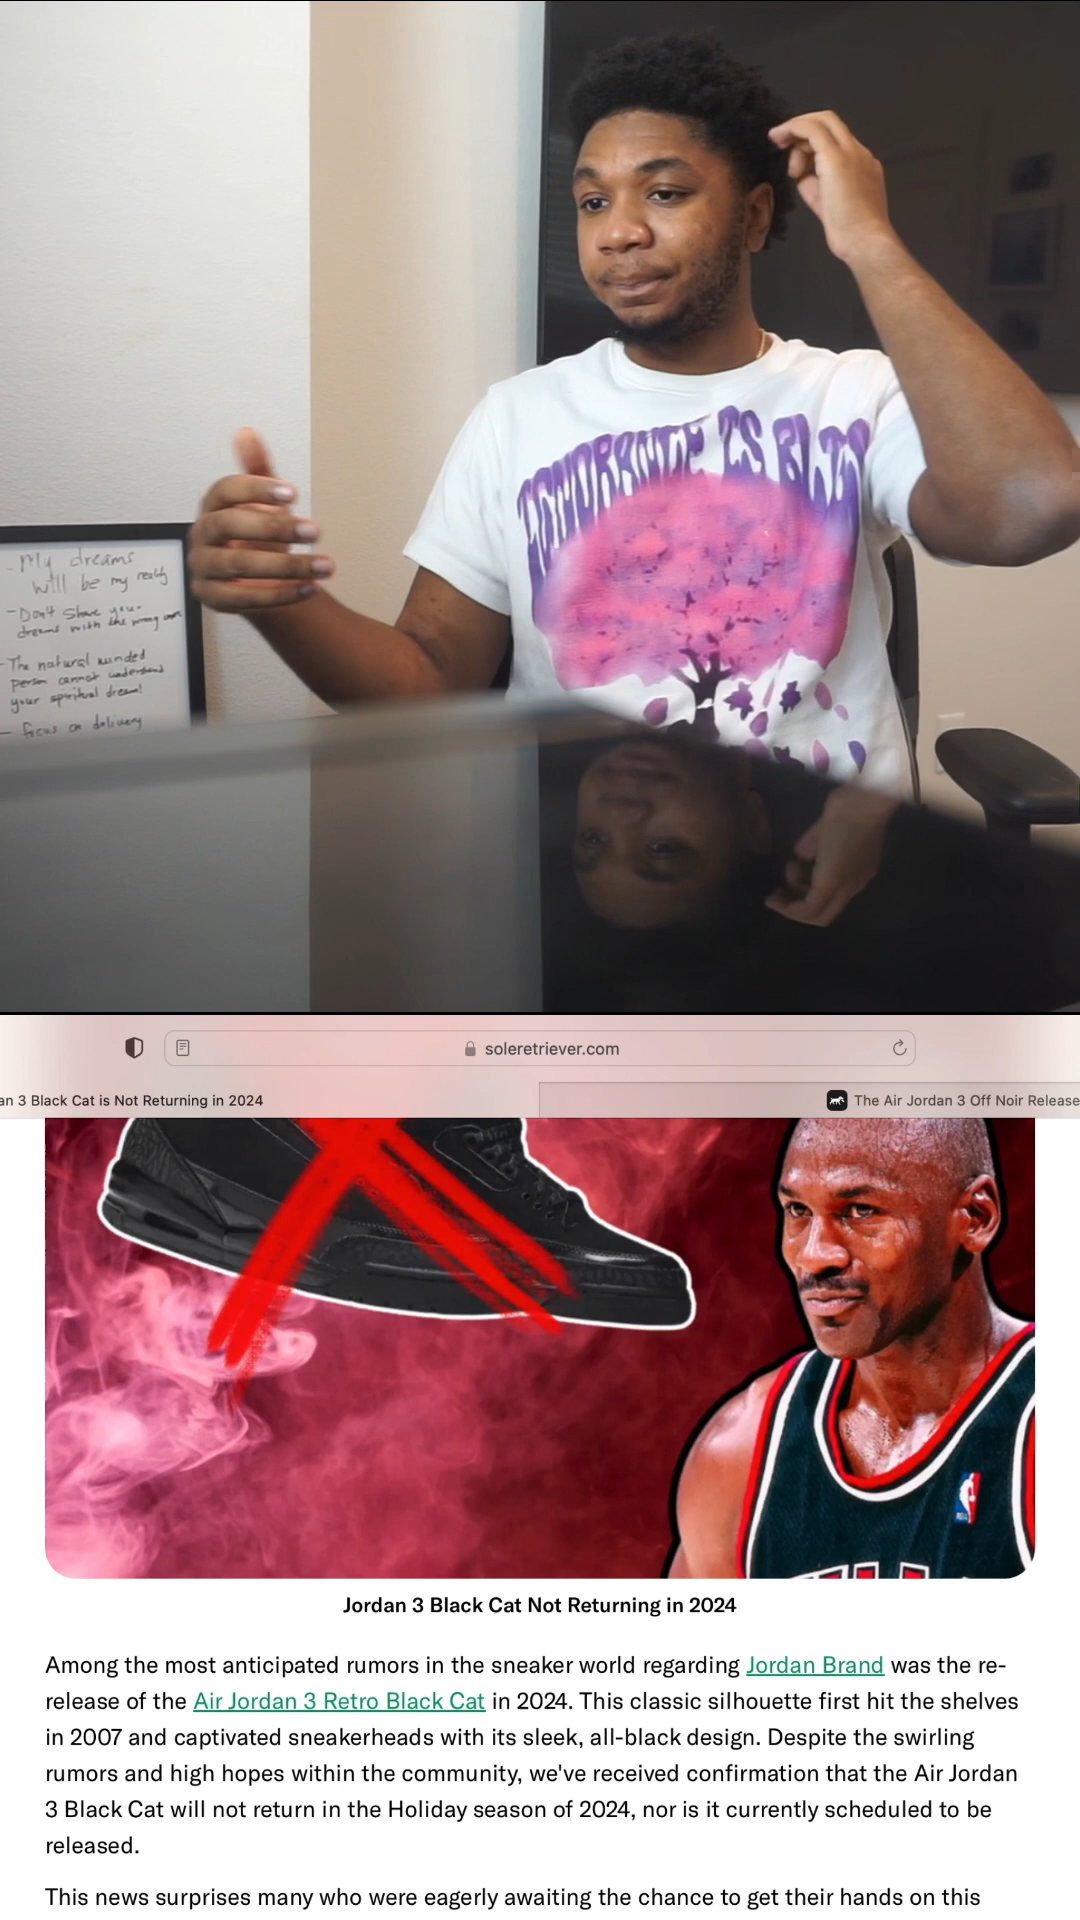 IGNORANCE IS BLISS
- My dreams
will be my reality
- Don't share your
dreams with the wrong one
- The natural minded
person cannot understand
your spiritual dream!
- focus on delivery
soleretriever.com
an 3 Black Cat is Not Returning in 2024
The Air Jordan 3 Off Noir Release
Jordan 3 Black Cat Not Returning in 2024
Among the most anticipated rumors in the sneaker world regarding Jordan Brand was the re-
release of the Air Jordan 3 Retro Black Cat in 2024. This classic silhouette first hit the shelves
in 2007 and captivated sneakerheads with its sleek, all-black design. Despite the swirling
rumors and high hopes within the community, we've received confirmation that the Air Jordan
3 Black Cat will not return in the Holiday season of 2024, nor is it currently scheduled to be
released.
This news surprises many who were eagerly awaiting the chance to get their hands on this